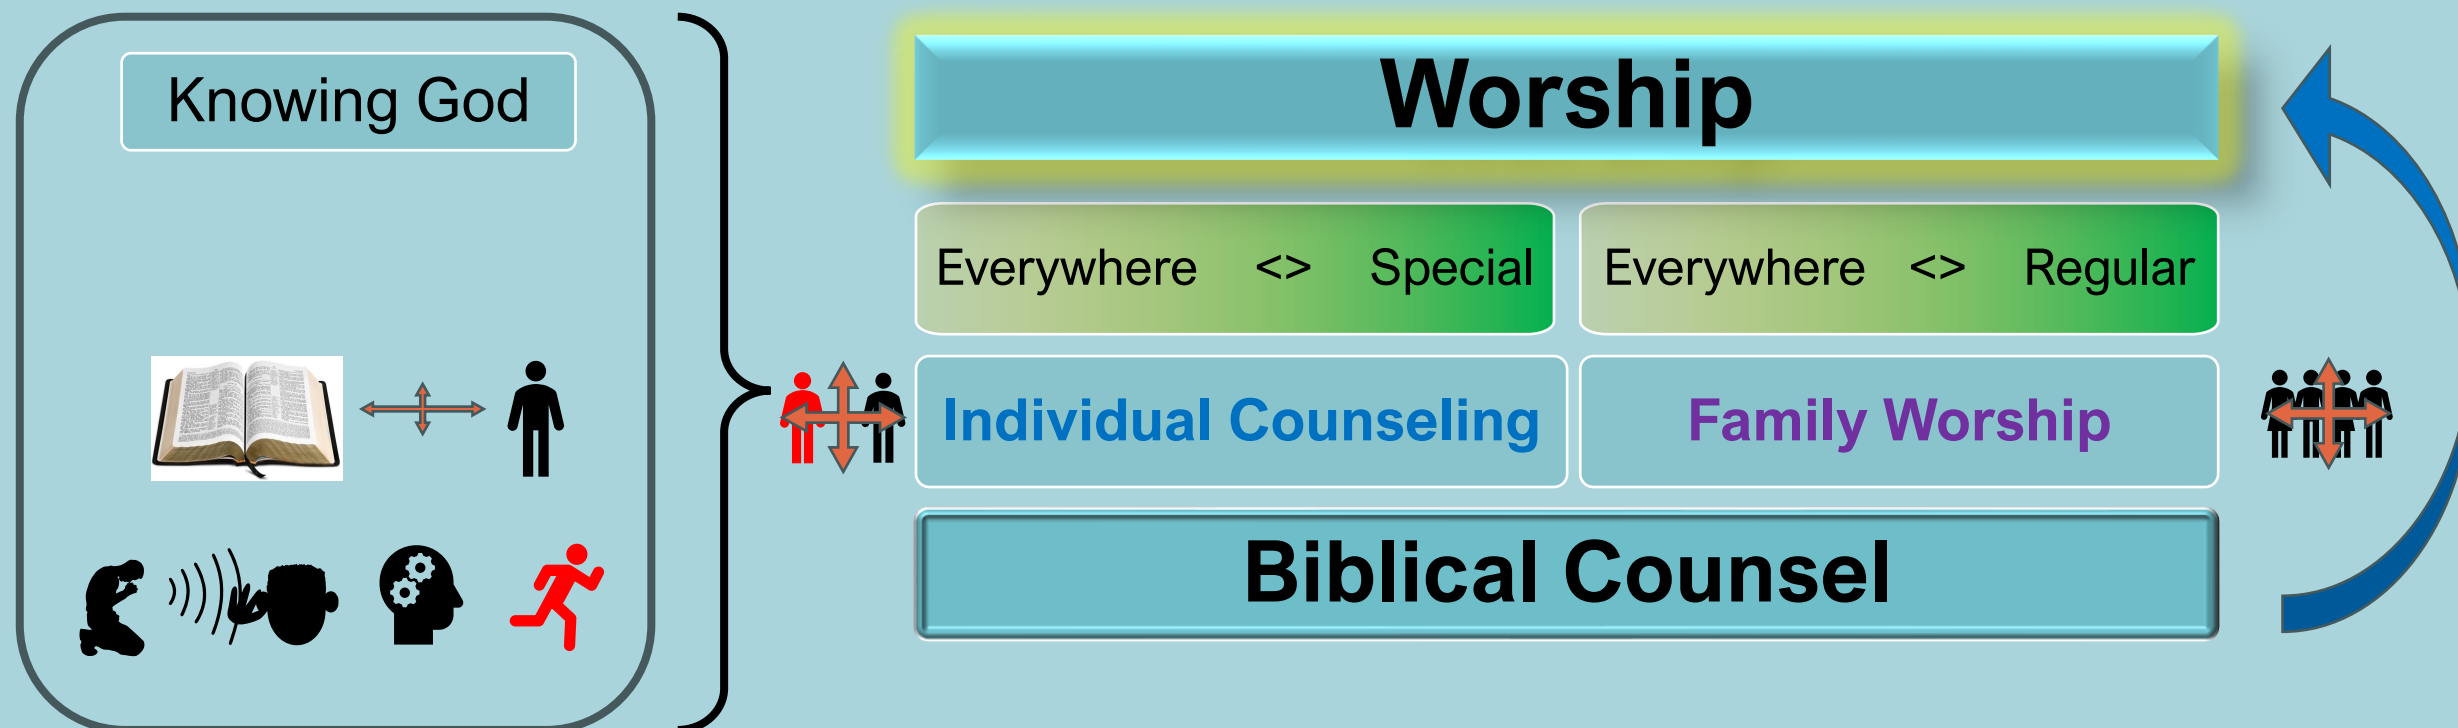 Knowing God
Worship
Everywhere <> Special
Everywhere <> Regular
Individual Counseling
Family Worship
Biblical Counsel